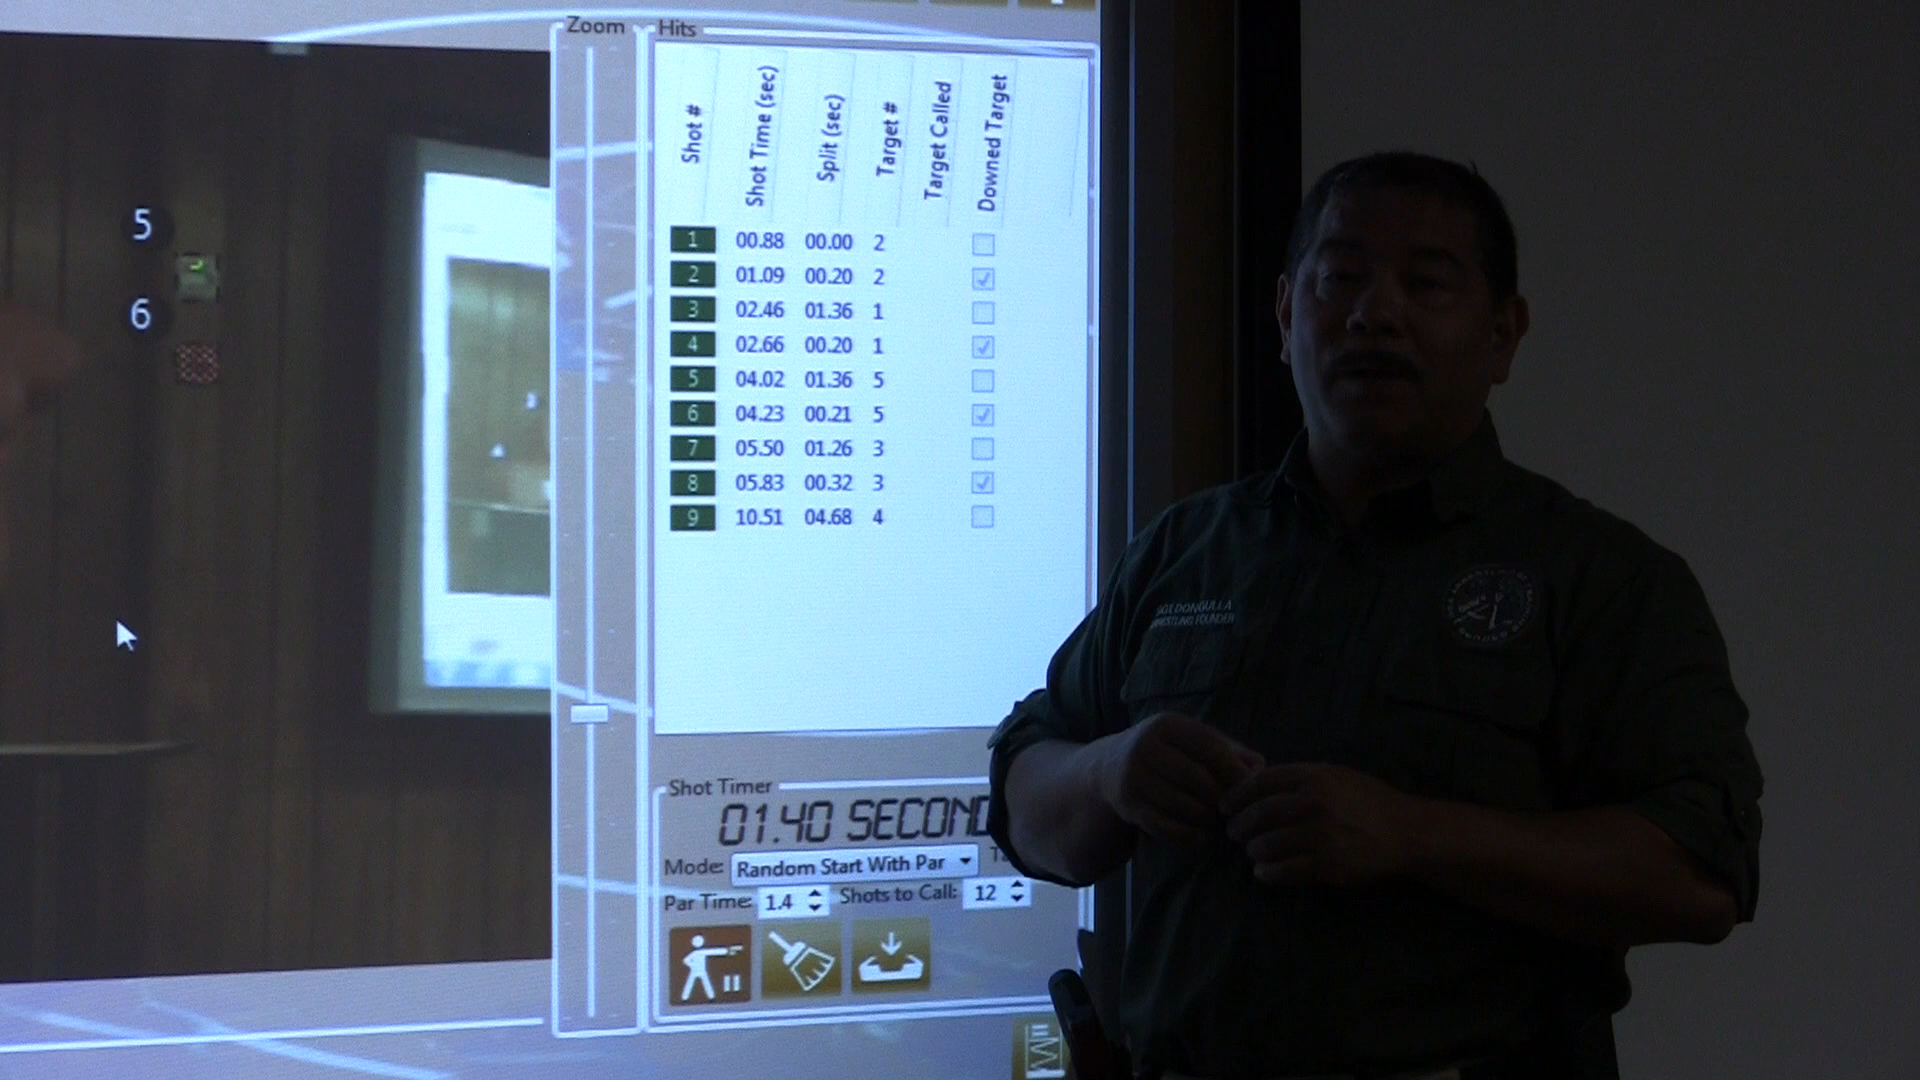 Zoom
Hits
Shot # Shot Time (sec) Split (sec) Target # Target Called Downed Target
1 00.88 00.00 2
2 01.09 00.20 2
3 02.46 01.36 1
4 02.66 00.20 1
5 04.02 01.36 5
6 04.23 00.21 5
7 05.50 01.26 3
8 05.83 00.32 3
9 10.51 04.68 4
5
6
Shot Timer
01.40 SECOND
Mode: Random Start With Par
Par Time: 1.4 Shots to Call: 12
FOUNDER